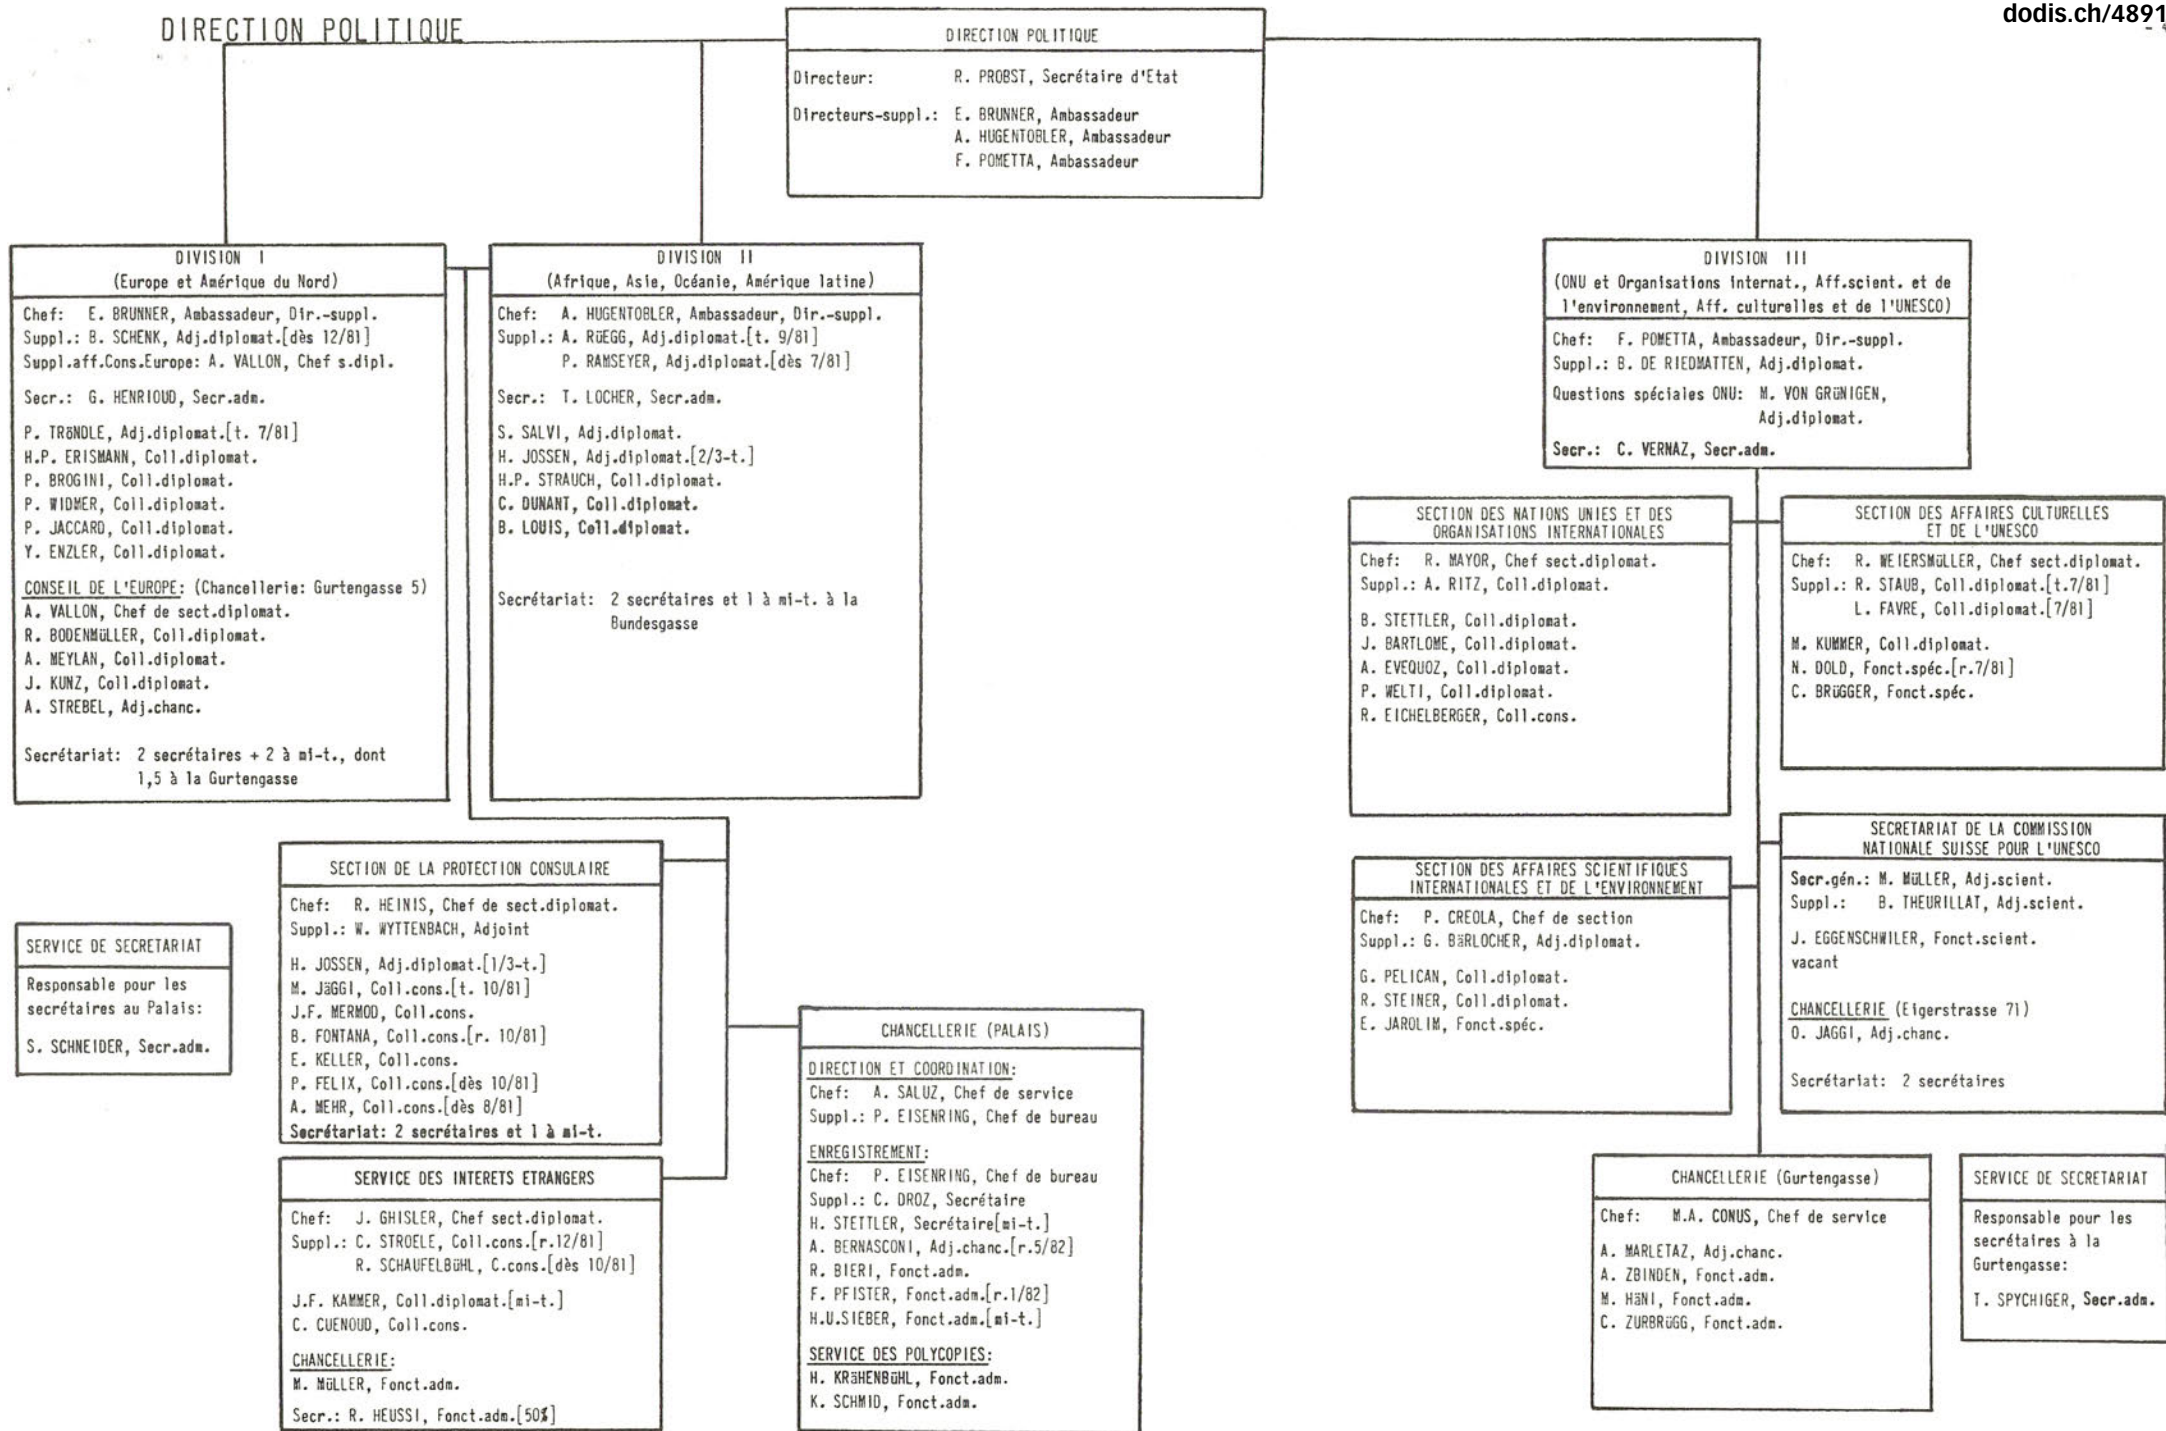 dodis.ch/4891
DIRECTION POLITIQUE
DIRECTION POLITIQUE
Directeur: R. PROBST, Secrétaire d'Etat
Directeurs-suppl.: E. BRUNNER, Ambassadeur
A. HUGENTOBLER, Ambassadeur
F. POMETTA, Ambassadeur
DIVISION I
(Europe et Amérique du Nord)
Chef: E. BRUNNER, Ambassadeur, Dir.-suppl.
Suppl.: B. SCHENK, Adj.diplomat.[dès 12/81]
Suppl.aff.Cons.Europe: A. VALLON, Chef s.dipl.
Secr.: G. HENRIOUD, Secr.adm.
P. TRöNDLE, Adj.diplomat.[t. 7/81]
H.P. ERISMANN, Coll.diplomat.
P. BROGINI, Coll.diplomat.
P. WIDMER, Coll.diplomat.
P. JACCARD, Coll.diplomat.
Y. ENZLER, Coll.diplomat.
CONSEIL DE L'EUROPE: (Chancellerie: Gurtengasse 5)
A. VALLON, Chef de sect.diplomat.
R. BODENMüLLER, Coll.diplomat.
A. MEYLAN, Coll.diplomat.
J. KUNZ, Coll.diplomat.
A. STREBEL, Adj.chanc.
Secrétariat: 2 secrétaires + 2 à mi-t., dont
1,5 à la Gurtengasse
DIVISION II
(Afrique, Asie, Océanie, Amérique latine)
Chef: A. HUGENTOBLER, Ambassadeur, Dir.-suppl.
Suppl.: A. RüEGG, Adj.diplomat.[t. 9/81]
P. RAMSEYER, Adj.diplomat.[dès 7/81]
Secr.: T. LOCHER, Secr.adm.
S. SALVI, Adj.diplomat.
H. JOSSEN, Adj.diplomat.[2/3-t.]
H.P. STRAUCH, Coll.diplomat.
C. DUNANT, Coll.diplomat.
B. LOUIS, Coll.diplomat.
Secrétariat: 2 secrétaires et 1 à mi-t. à la
Bundesgasse
DIVISION III
(ONU et Organisations internat., Aff.scient. et de
l'environnement, Aff. culturelles et de l'UNESCO)
Chef: F. POMETTA, Ambassadeur, Dir.-suppl.
Suppl.: B. DE RIEDMATTEN, Adj.diplomat.
Questions spéciales ONU: M. VON GRüNIGEN,
Adj.diplomat.
Secr.: C. VERNAZ, Secr.adm.
SECTION DES NATIONS UNIES ET DES
ORGANISATIONS INTERNATIONALES
Chef: R. MAYOR, Chef sect.diplomat.
Suppl.: A. RITZ, Coll.diplomat.
B. STETTLER, Coll.diplomat.
J. BARTLOME, Coll.diplomat.
A. EVEQUOZ, Coll.diplomat.
P. WELTI, Coll.diplomat.
R. EICHELBERGER, Coll.cons.
SECTION DES AFFAIRES CULTURELLES
ET DE L'UNESCO
Chef: R. WEIERSMüLLER, Chef sect.diplomat.
Suppl.: R. STAUB, Coll.diplomat.[t.7/81]
L. FAVRE, Coll.diplomat.[7/81]
M. KUMMER, Coll.diplomat.
N. DOLD, Fonct.spéc.[r.7/81]
C. BRüGGER, Fonct.spéc.
SECTION DES AFFAIRES SCIENTIFIQUES
INTERNATIONALES ET DE L'ENVIRONNEMENT
Chef: P. CREOLA, Chef de section
Suppl.: G. BäRLOCHER, Adj.diplomat.
G. PELICAN, Coll.diplomat.
R. STEINER, Coll.diplomat.
E. JAROLIM, Fonct.spéc.
SECRETARIAT DE LA COMMISSION
NATIONALE SUISSE POUR L'UNESCO
Secr.gén.: M. MüLLER, Adj.scient.
Suppl.: B. THEURILLAT, Adj.scient.
J. EGGENSCHWILER, Fonct.scient.
vacant
CHANCELLERIE (Eigerstrasse 71)
O. JAGGI, Adj.chanc.
Secrétariat: 2 secrétaires
SERVICE DE SECRETARIAT
Responsable pour les
secrétaires au Palais:
S. SCHNEIDER, Secr.adm.
SECTION DE LA PROTECTION CONSULAIRE
Chef: R. HEINIS, Chef de sect.diplomat.
Suppl.: W. WYTTENBACH, Adjoint
H. JOSSEN, Adj.diplomat.[1/3-t.]
M. JäGGI, Coll.cons.[t. 10/81]
J.F. MERMOD, Coll.cons.
B. FONTANA, Coll.cons.[r. 10/81]
E. KELLER, Coll.cons.
P. FELIX, Coll.cons.[dès 10/81]
A. MEHR, Coll.cons.[dès 8/81]
Secrétariat: 2 secrétaires et 1 à mi-t.
SERVICE DES INTERETS ETRANGERS
Chef: J. GHISLER, Chef sect.diplomat.
Suppl.: C. STROELE, Coll.cons.[r.12/81]
R. SCHAUFELBüHL, C.cons.[dès 10/81]
J.F. KAMMER, Coll.diplomat.[mi-t.]
C. CUENOUD, Coll.cons.
CHANCELLERIE:
M. MüLLER, Fonct.adm.
Secr.: R. HEUSSI, Fonct.adm.[50%]
CHANCELLERIE (PALAIS)
DIRECTION ET COORDINATION:
Chef: A. SALUZ, Chef de service
Suppl.: P. EISENRING, Chef de bureau
ENREGISTREMENT:
Chef: P. EISENRING, Chef de bureau
Suppl.: C. DROZ, Secrétaire
H. STETTLER, Secrétaire[mi-t.]
A. BERNASCONI, Adj.chanc.[r.5/82]
R. BIERI, Fonct.adm.
F. PFISTER, Fonct.adm.[r.1/82]
H.U.SIEBER, Fonct.adm.[mi-t.]
SERVICE DES POLYCOPIES:
H. KRäHENBüHL, Fonct.adm.
K. SCHMID, Fonct.adm.
CHANCELLERIE (Gurtengasse)
Chef: M.A. CONUS, Chef de service
A. MARLETAZ, Adj.chanc.
A. ZBINDEN, Fonct.adm.
M. HäNI, Fonct.adm.
C. ZURBRüGG, Fonct.adm.
SERVICE DE SECRETARIAT
Responsable pour les
secrétaires à la
Gurtengasse:
T. SPYCHIGER, Secr.adm.